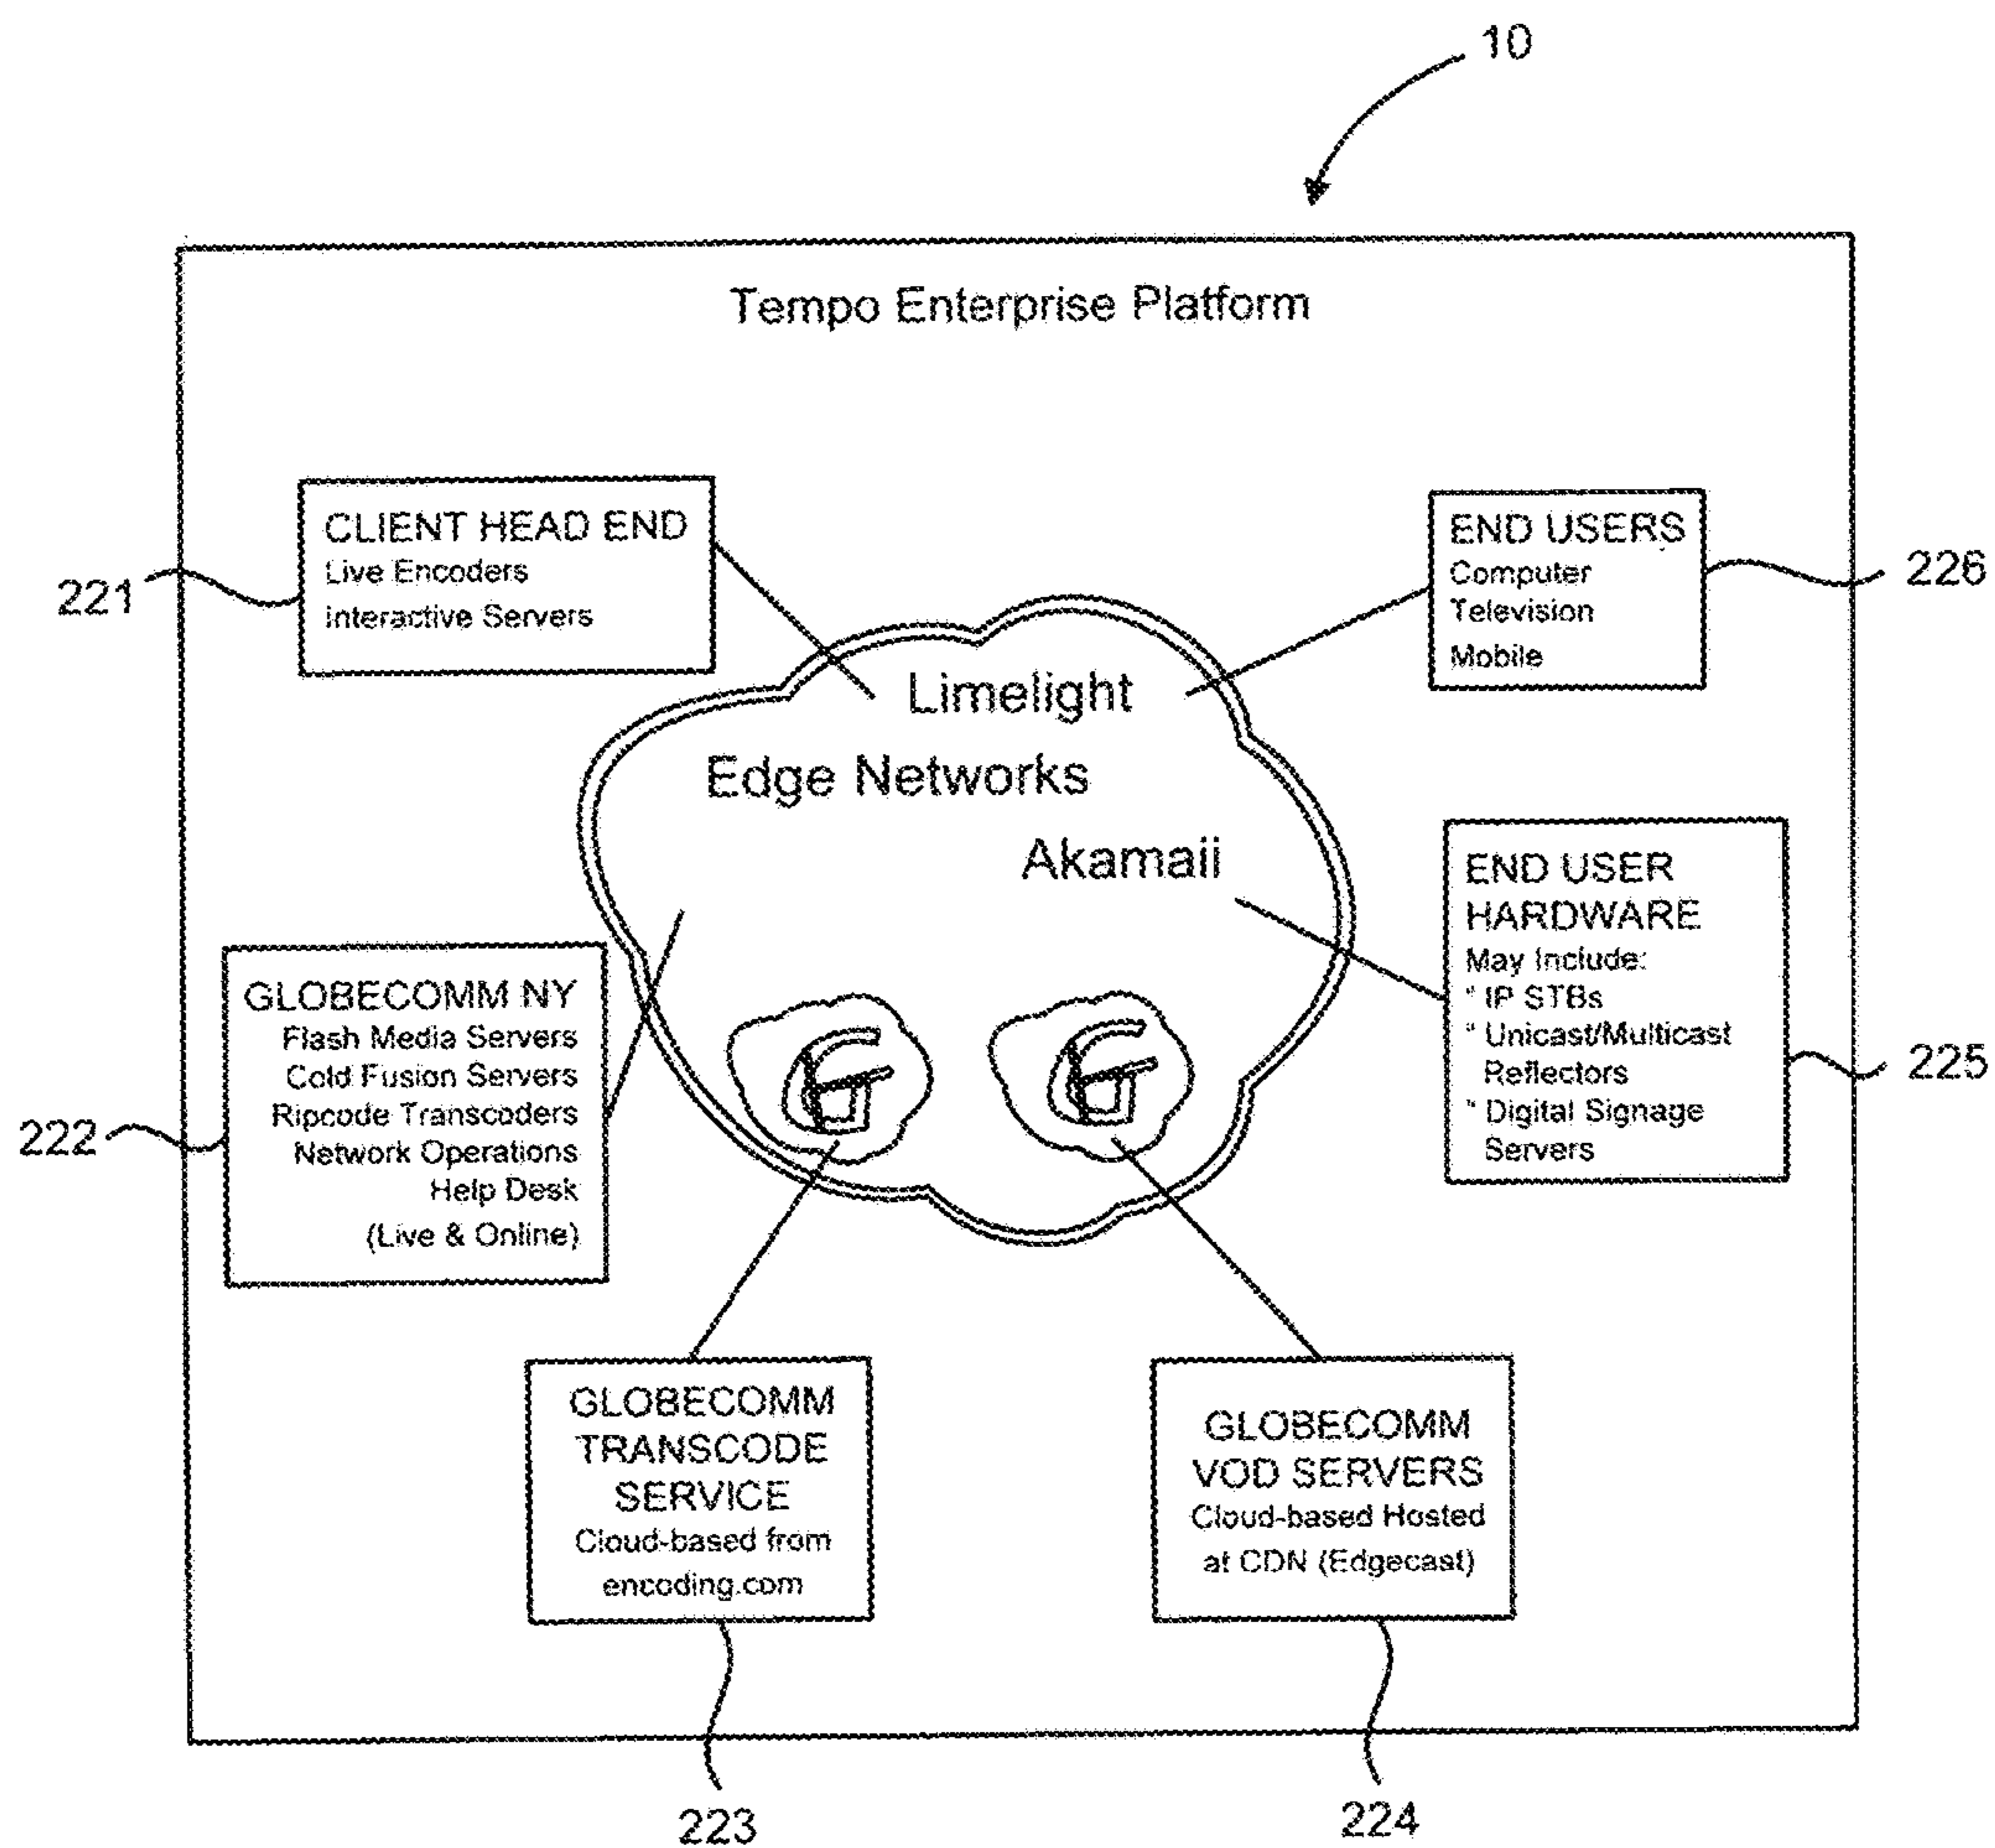 10
Tempo Enterprise Platform
CLIENT HEAD END
Live Encoders
Interactive Servers
221
END USERS
Computer
Television
Mobile
226
Limelight
Edge Networks
Akamaii
END USER
HARDWARE
May Include:
* IP STBs
* Unicast/Multicast
Reflectors
* Digital Signage
Servers
225
GLOBECOMM NY
Flash Media Servers
Cold Fusion Servers
Ripcode Transcoders
Network Operations
Help Desk
(Live & Online)
222
GLOBECOMM
TRANSCODE
SERVICE
Cloud-based from
encoding.com
223
GLOBECOMM
VOD SERVERS
Cloud-based Hosted
at CDN (Edgecast)
224